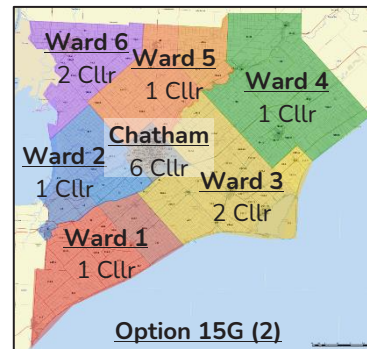 Ward 6
2 Cllr
Ward 5
1 Cllr
Ward 4
1 Cllr
Chatham
6 Cllr
Ward 2
1 Cllr
Ward 3
2 Cllr
Ward 1
1 Cllr
Option 15G (2)